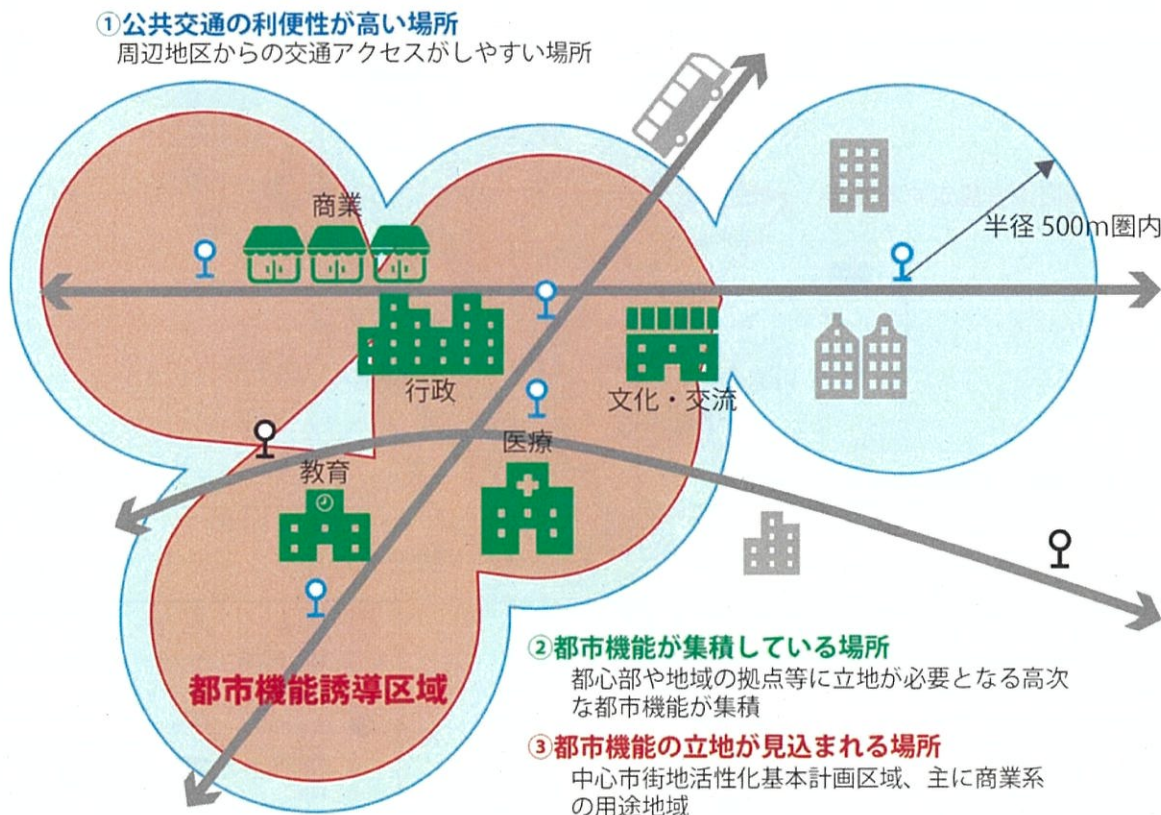 ①公共交通の利便性が高い場所
周辺地区からの交通アクセスがしやすい場所
商業
半径 500m圏内
行政
文化・交流
医療
教育
都市機能誘導区域
②都市機能が集積している場所
都心部や地域の拠点等に立地が必要となる高次
な都市機能が集積
③都市機能の立地が見込まれる場所
中心市街地活性化基本計画区域、主に商業系
の用途地域